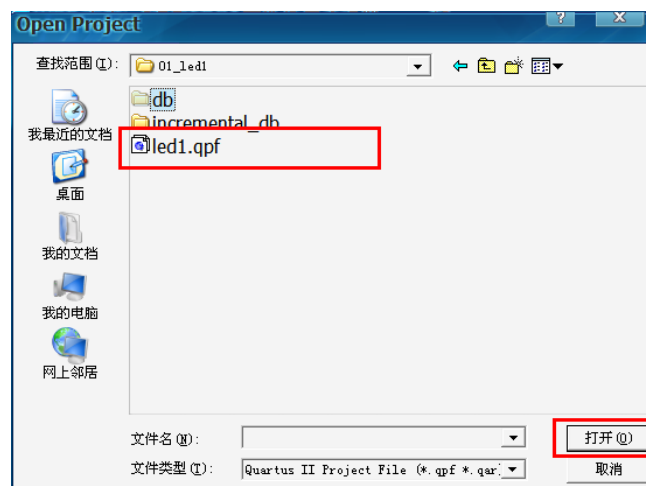 Open Project
查找范围(I):
01_led1
db
incremental_db
led1.qpf
我最近的文档
桌面
我的文档
我的电脑
网上邻居
文件名(N):
打开(O)
文件类型(T):
Quartus II Project File (*.qpf *.qar)
取消